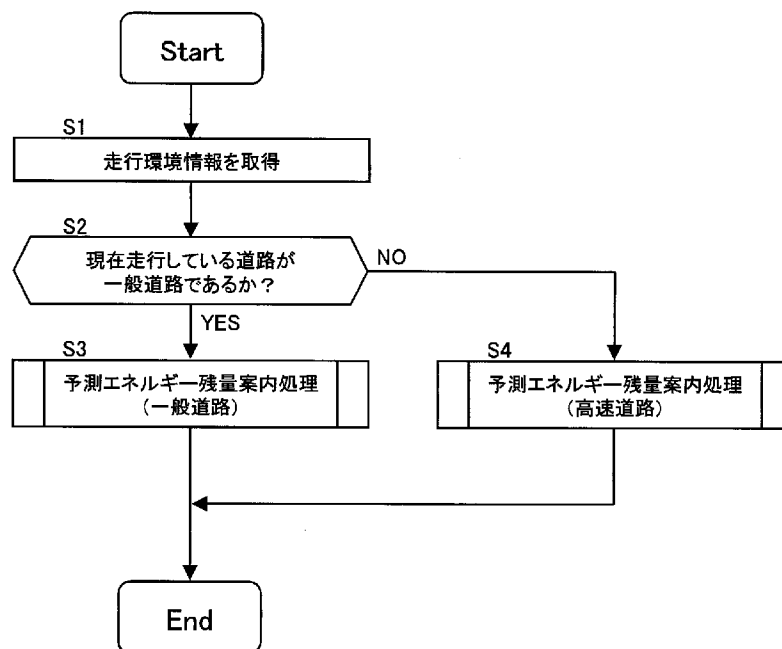 Start
S1
走行環境情報を取得
S2
現在走行している道路が
一般道路であるか？
NO
YES
S3
予測エネルギー残量案内処理
(一般道路)
S4
予測エネルギー残量案内処理
(高速道路)
End